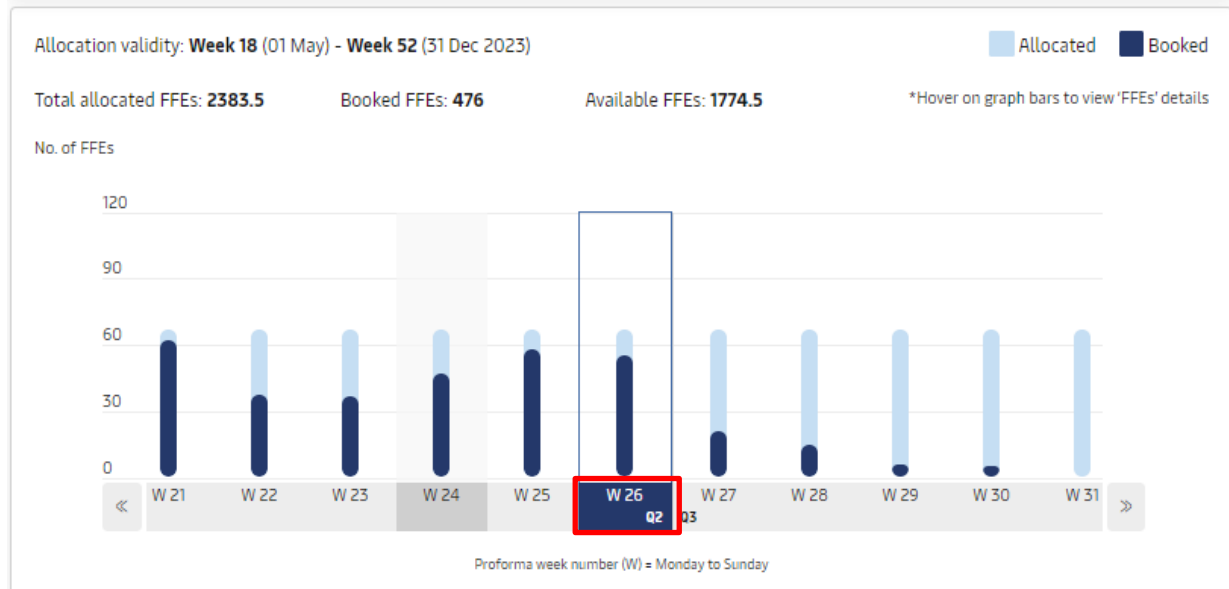 Allocation validity: Week 18 (01 May) - Week 52 (31 Dec 2023)
Allocated Booked
Total allocated FFEs: 2383.5 Booked FFEs: 476 Available FFEs: 1774.5 *Hover on graph bars to view 'FFEs' details
No. of FFEs
120
90
60
30
0
« W 21 W 22 W 23 W 24 W 25 W 26 W 27 W 28 W 29 W 30 W 31 »
Q2 Q3
Proforma week number (W) = Monday to Sunday